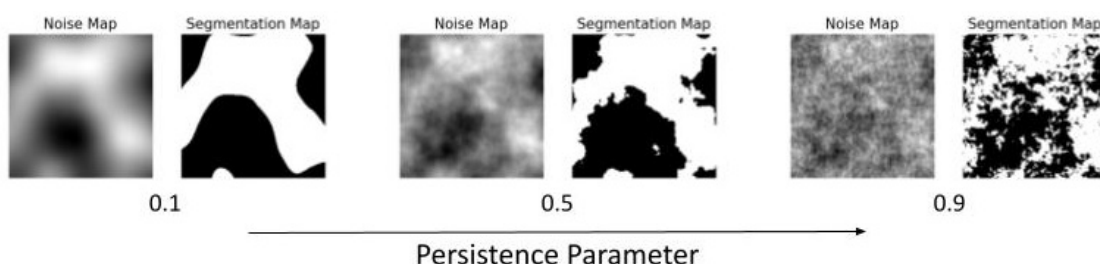 Noise Map Segmentation Map Noise Map Segmentation Map Noise Map Segmentation Map
0.1 0.5 0.9
Persistence Parameter